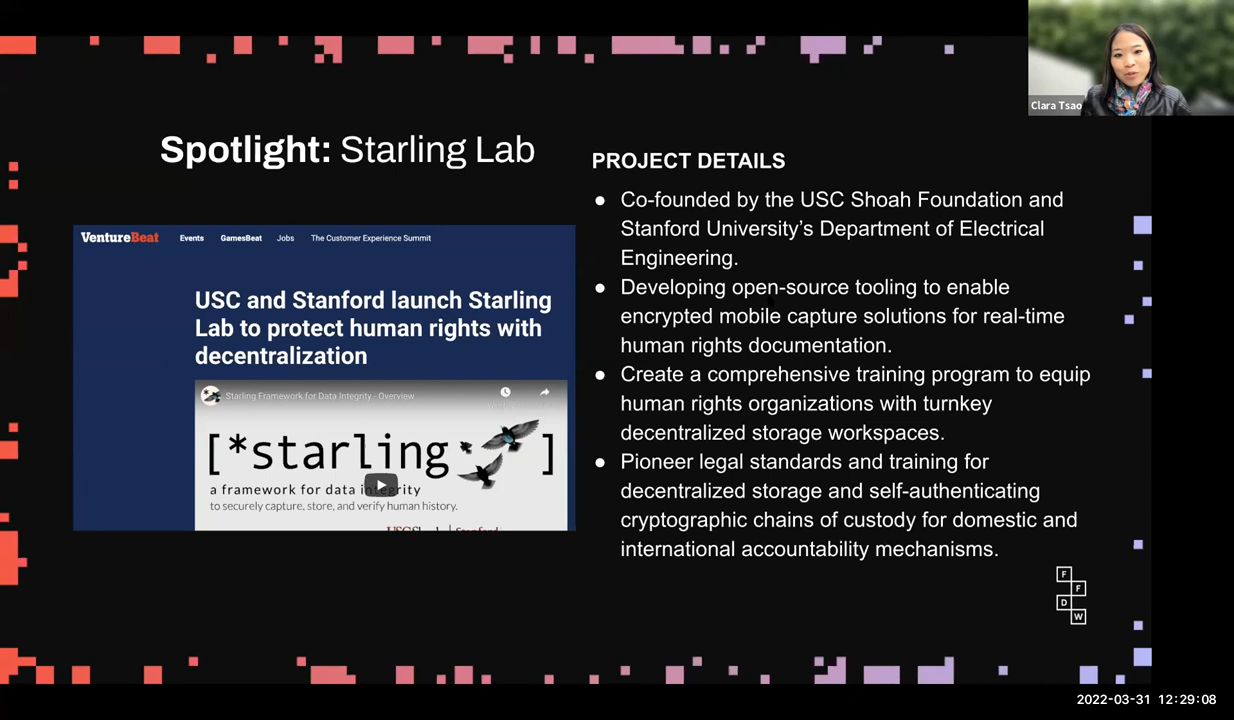 Clara Tsao
Spotlight: Starling Lab
VentureBeat Events GamesBeat Jobs The Customer Experience Summit
USC and Stanford launch Starling
Lab to protect human rights with
decentralization
Starling Framework for Data Integrity - Overview
[*starling ]
a framework for data integrity
to securely capture, store, and verify human history.
PROJECT DETAILS
● Co-founded by the USC Shoah Foundation and
Stanford University’s Department of Electrical
Engineering.
● Developing open-source tooling to enable
encrypted mobile capture solutions for real-time
human rights documentation.
● Create a comprehensive training program to equip
human rights organizations with turnkey
decentralized storage workspaces.
● Pioneer legal standards and training for
decentralized storage and self-authenticating
cryptographic chains of custody for domestic and
international accountability mechanisms.
F
F
D
W
2022-03-31 12:29:08